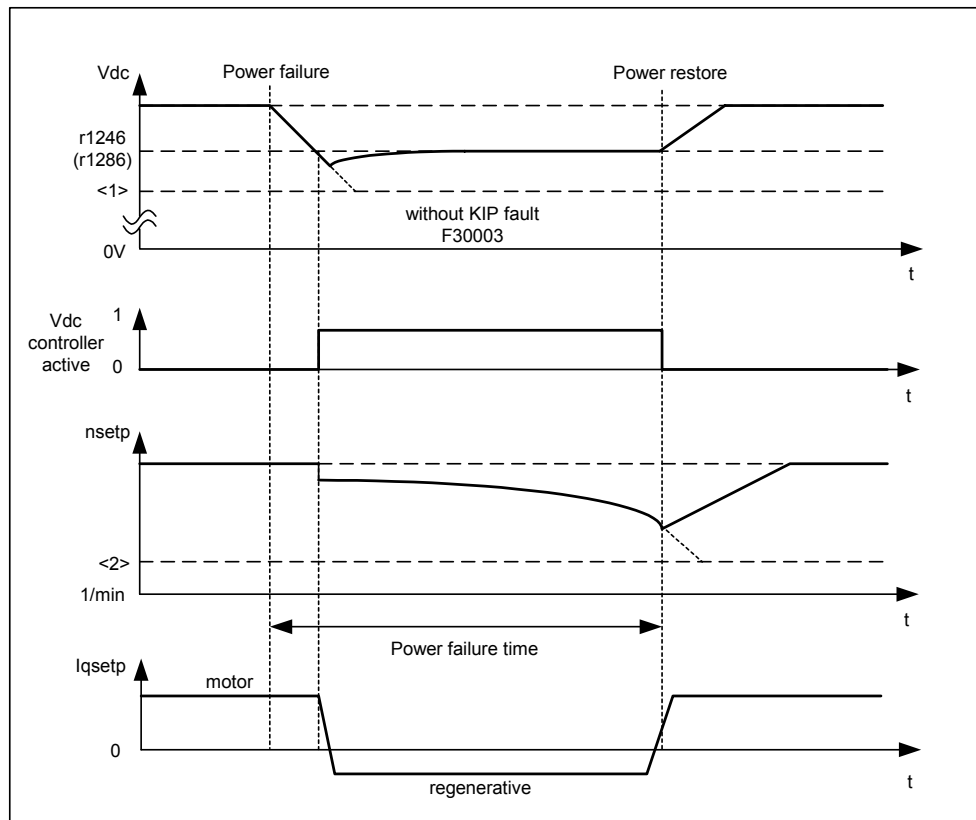 Power failure
Power restore
Vdc
r1246
(r1286)
<1>
without KIP fault
F30003
0V
t
1
Vdc
controller
active
0
t
nsetp
<2>
1/min
t
Power failure time
Iqsetp
motor
0
regenerative
t